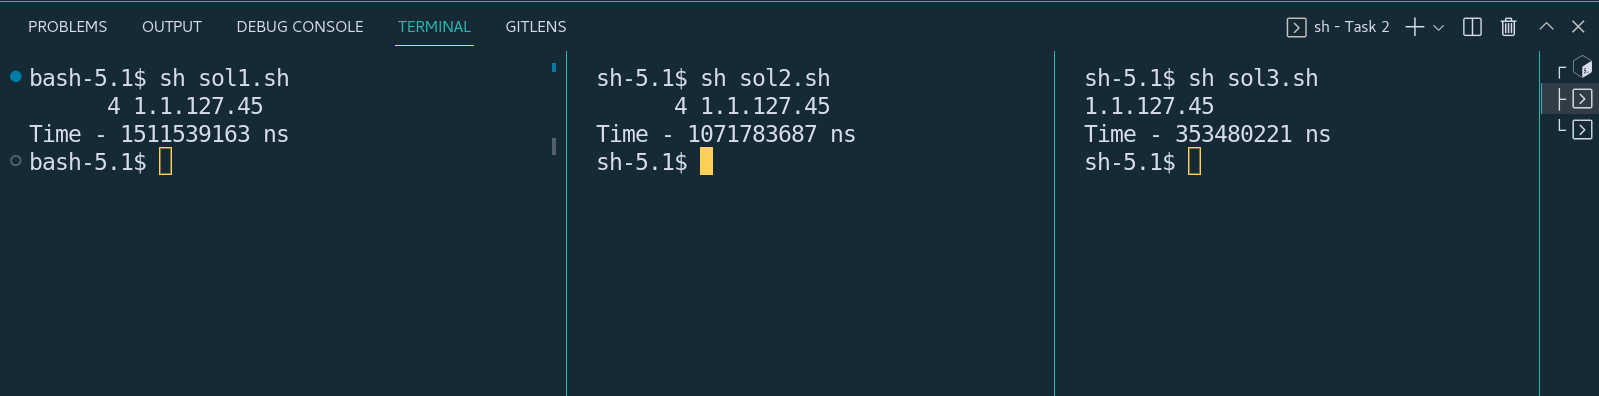 PROBLEMS OUTPUT DEBUG CONSOLE TERMINAL GITLENS sh - Task 2
bash-5.1$ sh sol1.sh
4 1.1.127.45
Time - 1511539163 ns
bash-5.1$
sh-5.1$ sh sol2.sh
4 1.1.127.45
Time - 1071783687 ns
sh-5.1$
sh-5.1$ sh sol3.sh
1.1.127.45
Time - 353480221 ns
sh-5.1$